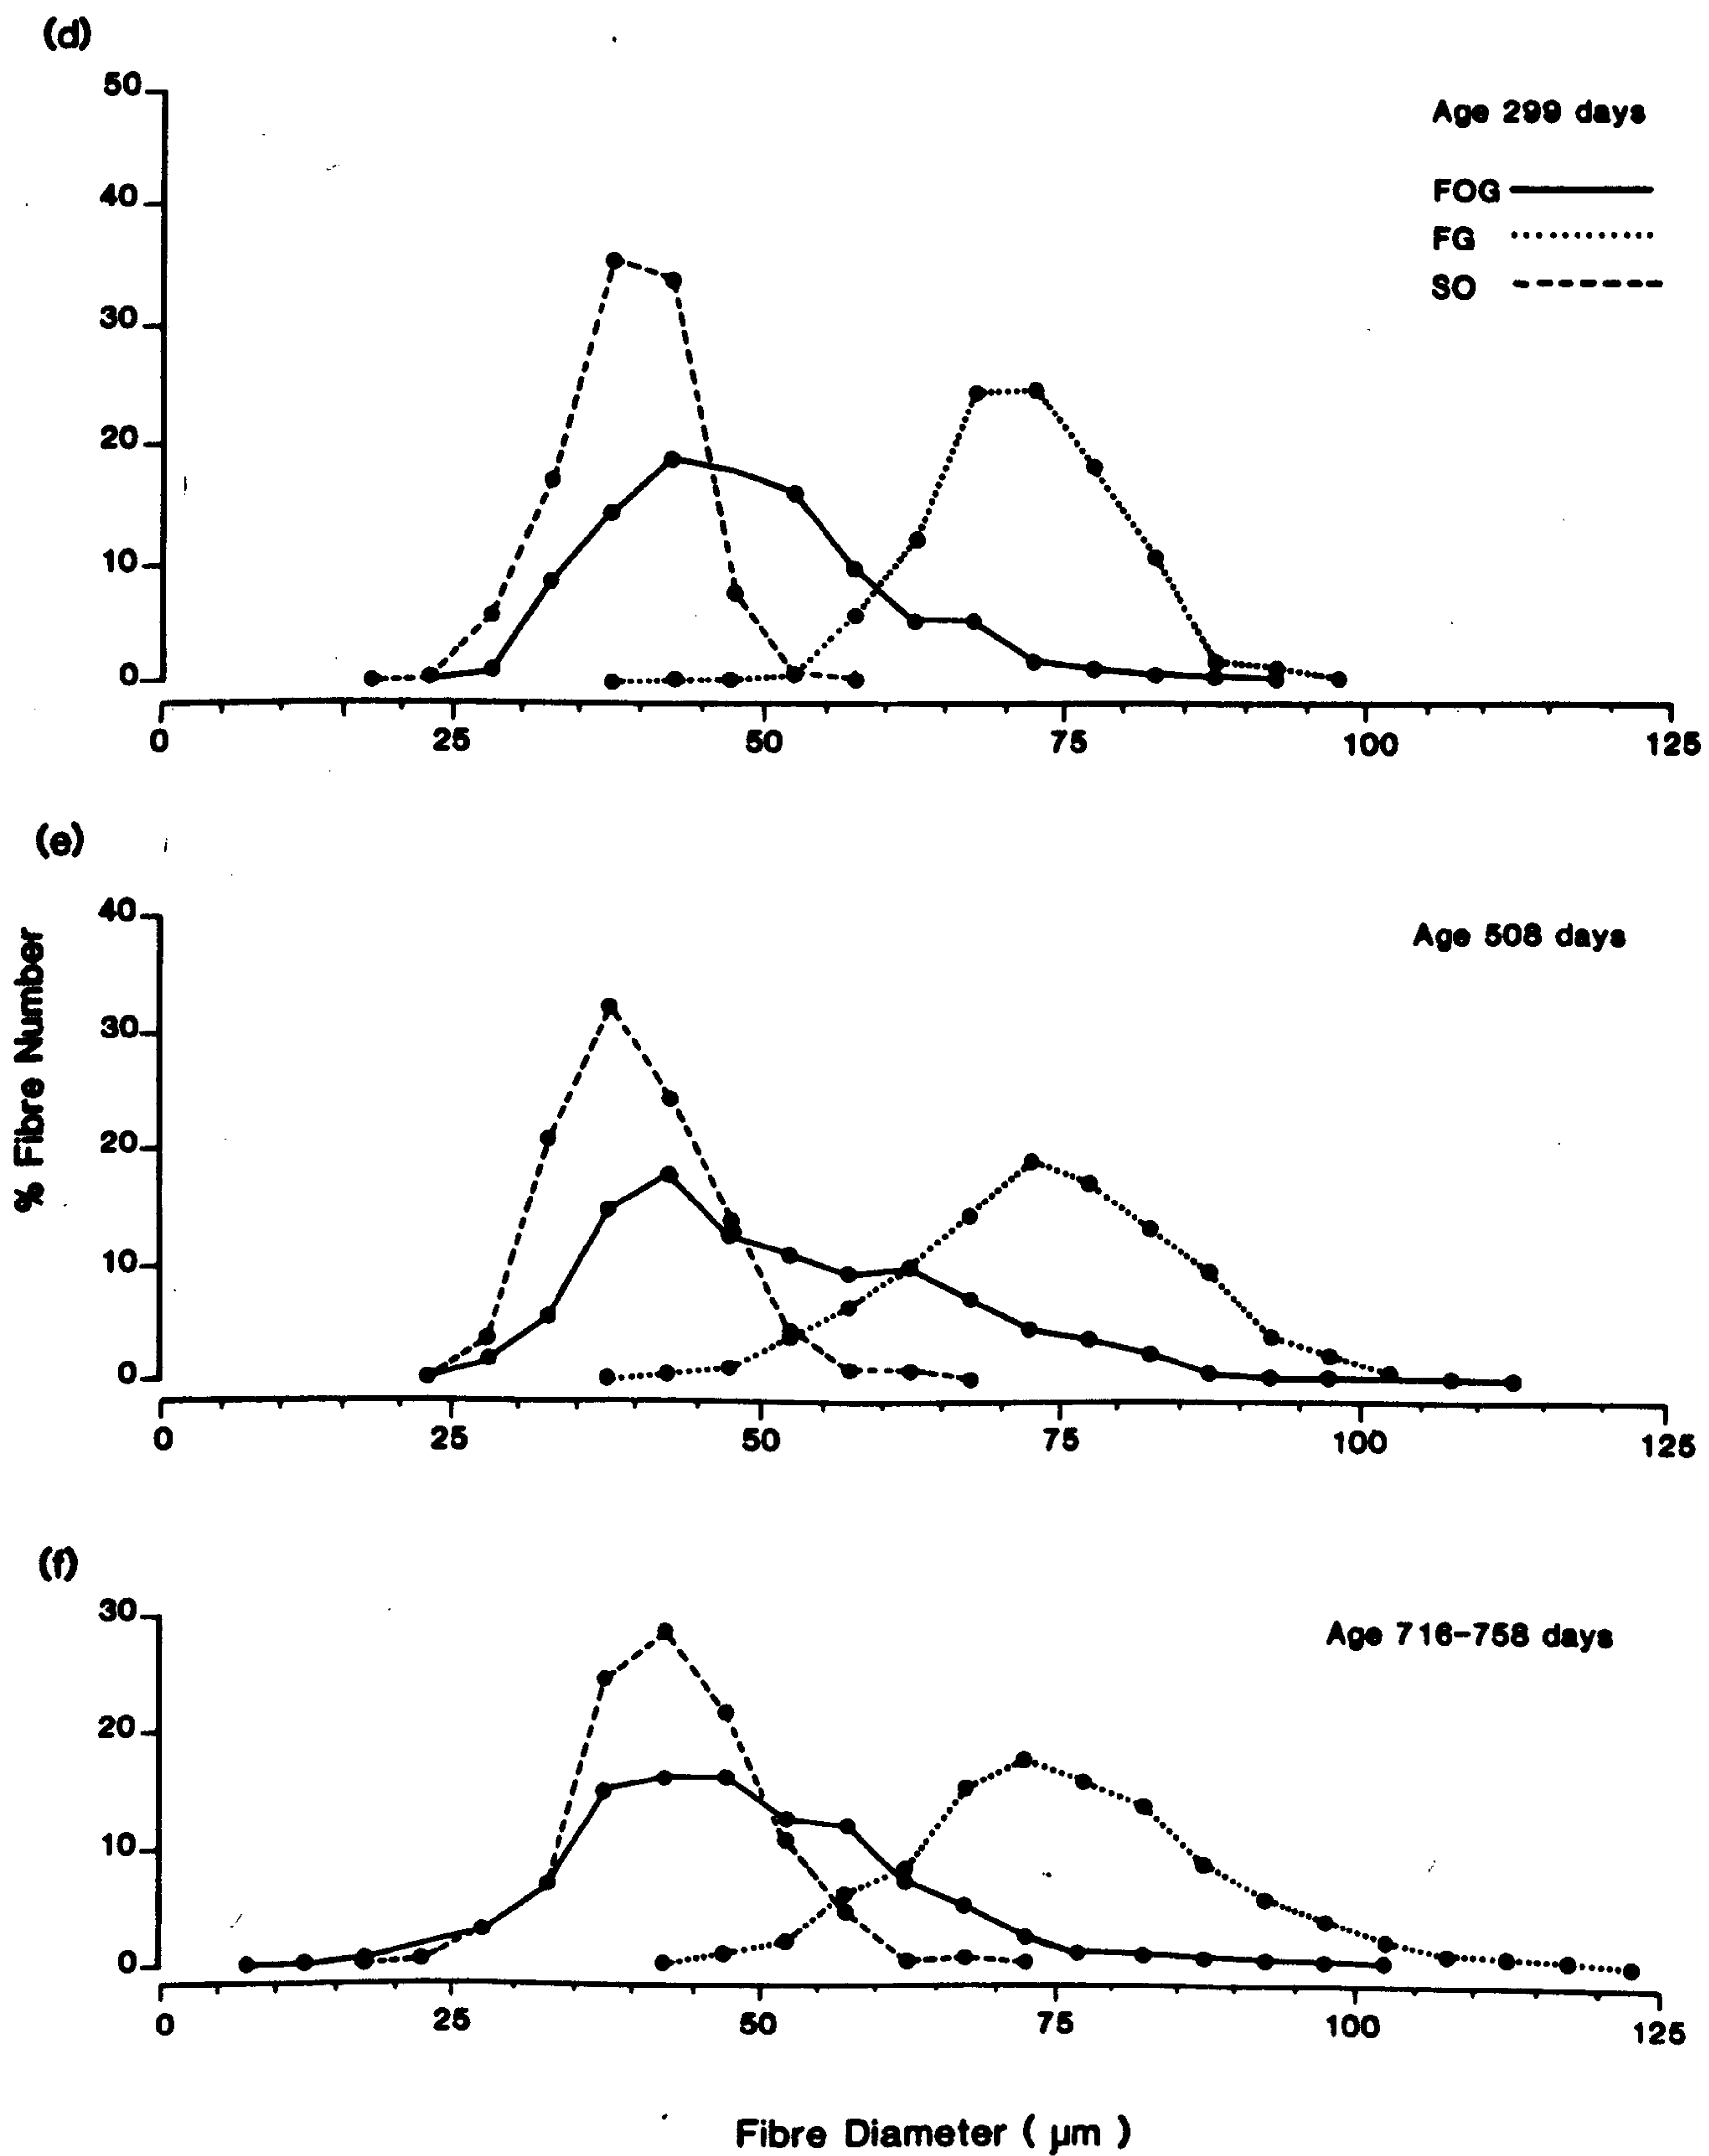 (d)
50
40
30
20
10
0
Age 299 days
FOG
FG
SO
0 25 50 75 100 125
(e)
% Fibre Number
40
30
20
10
0
Age 508 days
0 25 50 75 100 125
(f)
30
20
10
0
Age 716-758 days
0 25 50 75 100 125
Fibre Diameter ( µm )